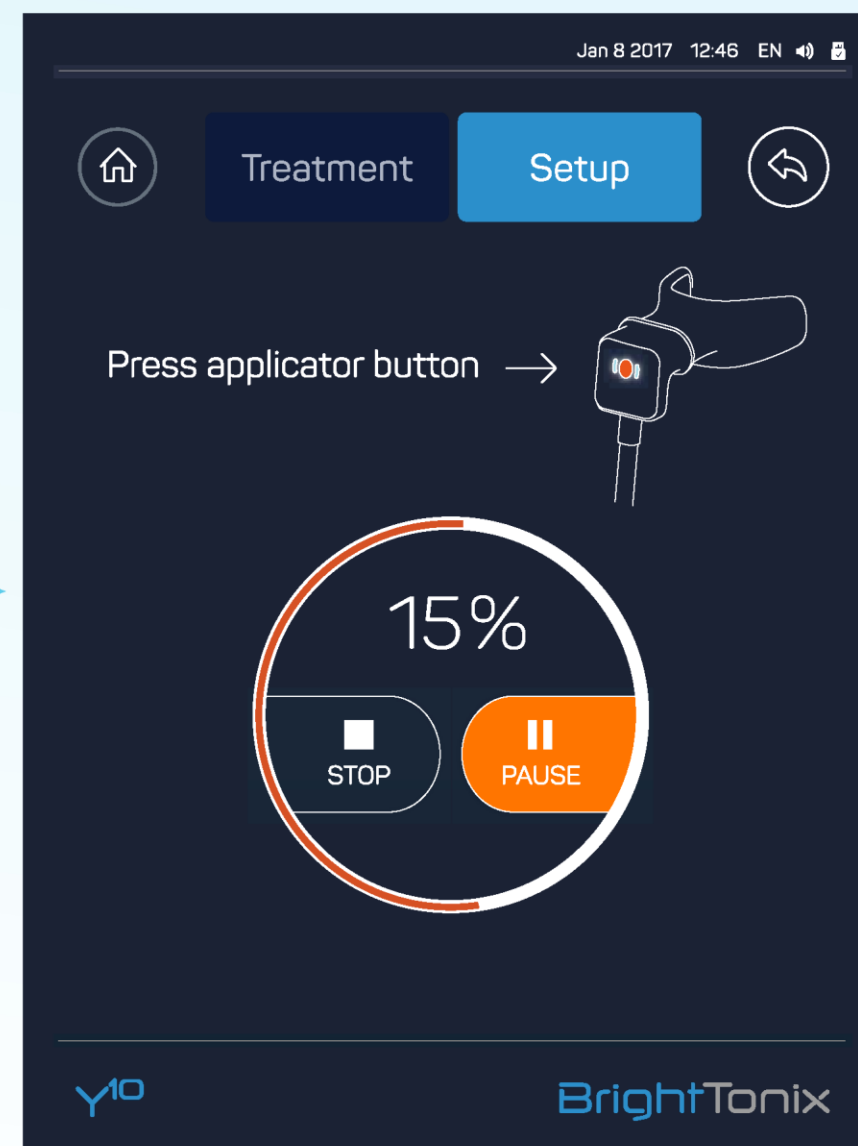 Jan 8 2017 12:46 EN
Treatment Setup
Press applicator button →
15%
STOP PAUSE
Y10 BrightTonix